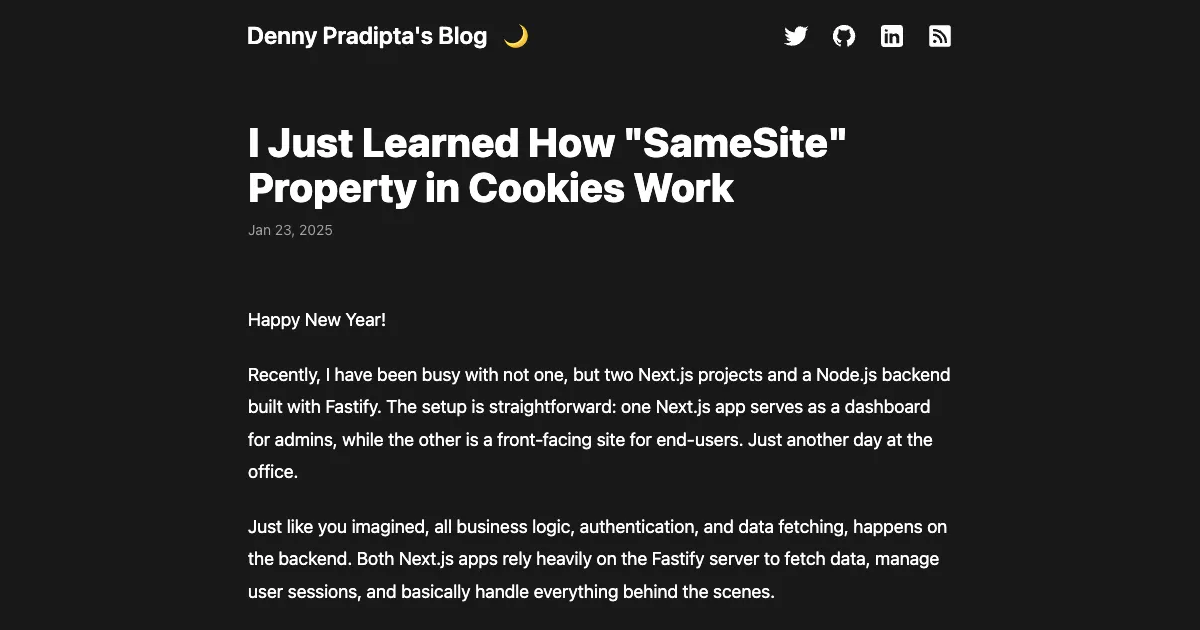 Denny Pradipta's Blog
I Just Learned How "SameSite"
Property in Cookies Work
Jan 23, 2025
Happy New Year!
Recently, I have been busy with not one, but two Next.js projects and a Node.js backend
built with Fastify. The setup is straightforward: one Next.js app serves as a dashboard
for admins, while the other is a front-facing site for end-users. Just another day at the
office.
Just like you imagined, all business logic, authentication, and data fetching, happens on
the backend. Both Next.js apps rely heavily on the Fastify server to fetch data, manage
user sessions, and basically handle everything behind the scenes.